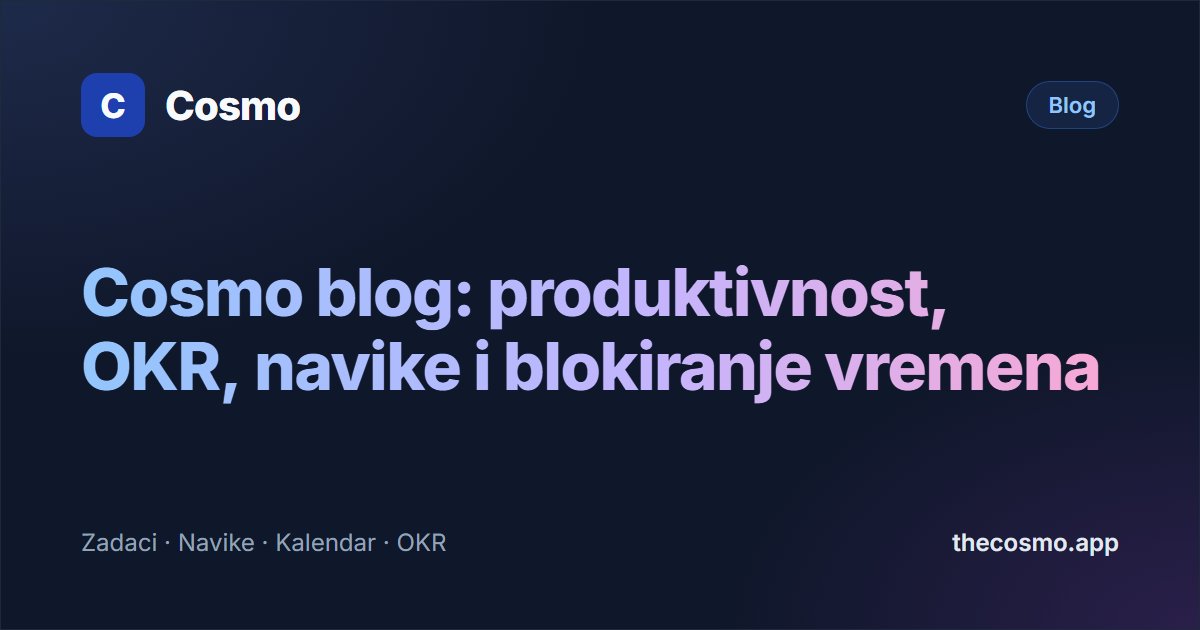 C Cosmo
Blog
Cosmo blog: produktivnost,
OKR, navike i blokiranje vremena
Zadaci · Navike · Kalendar · OKR
thecosmo.app